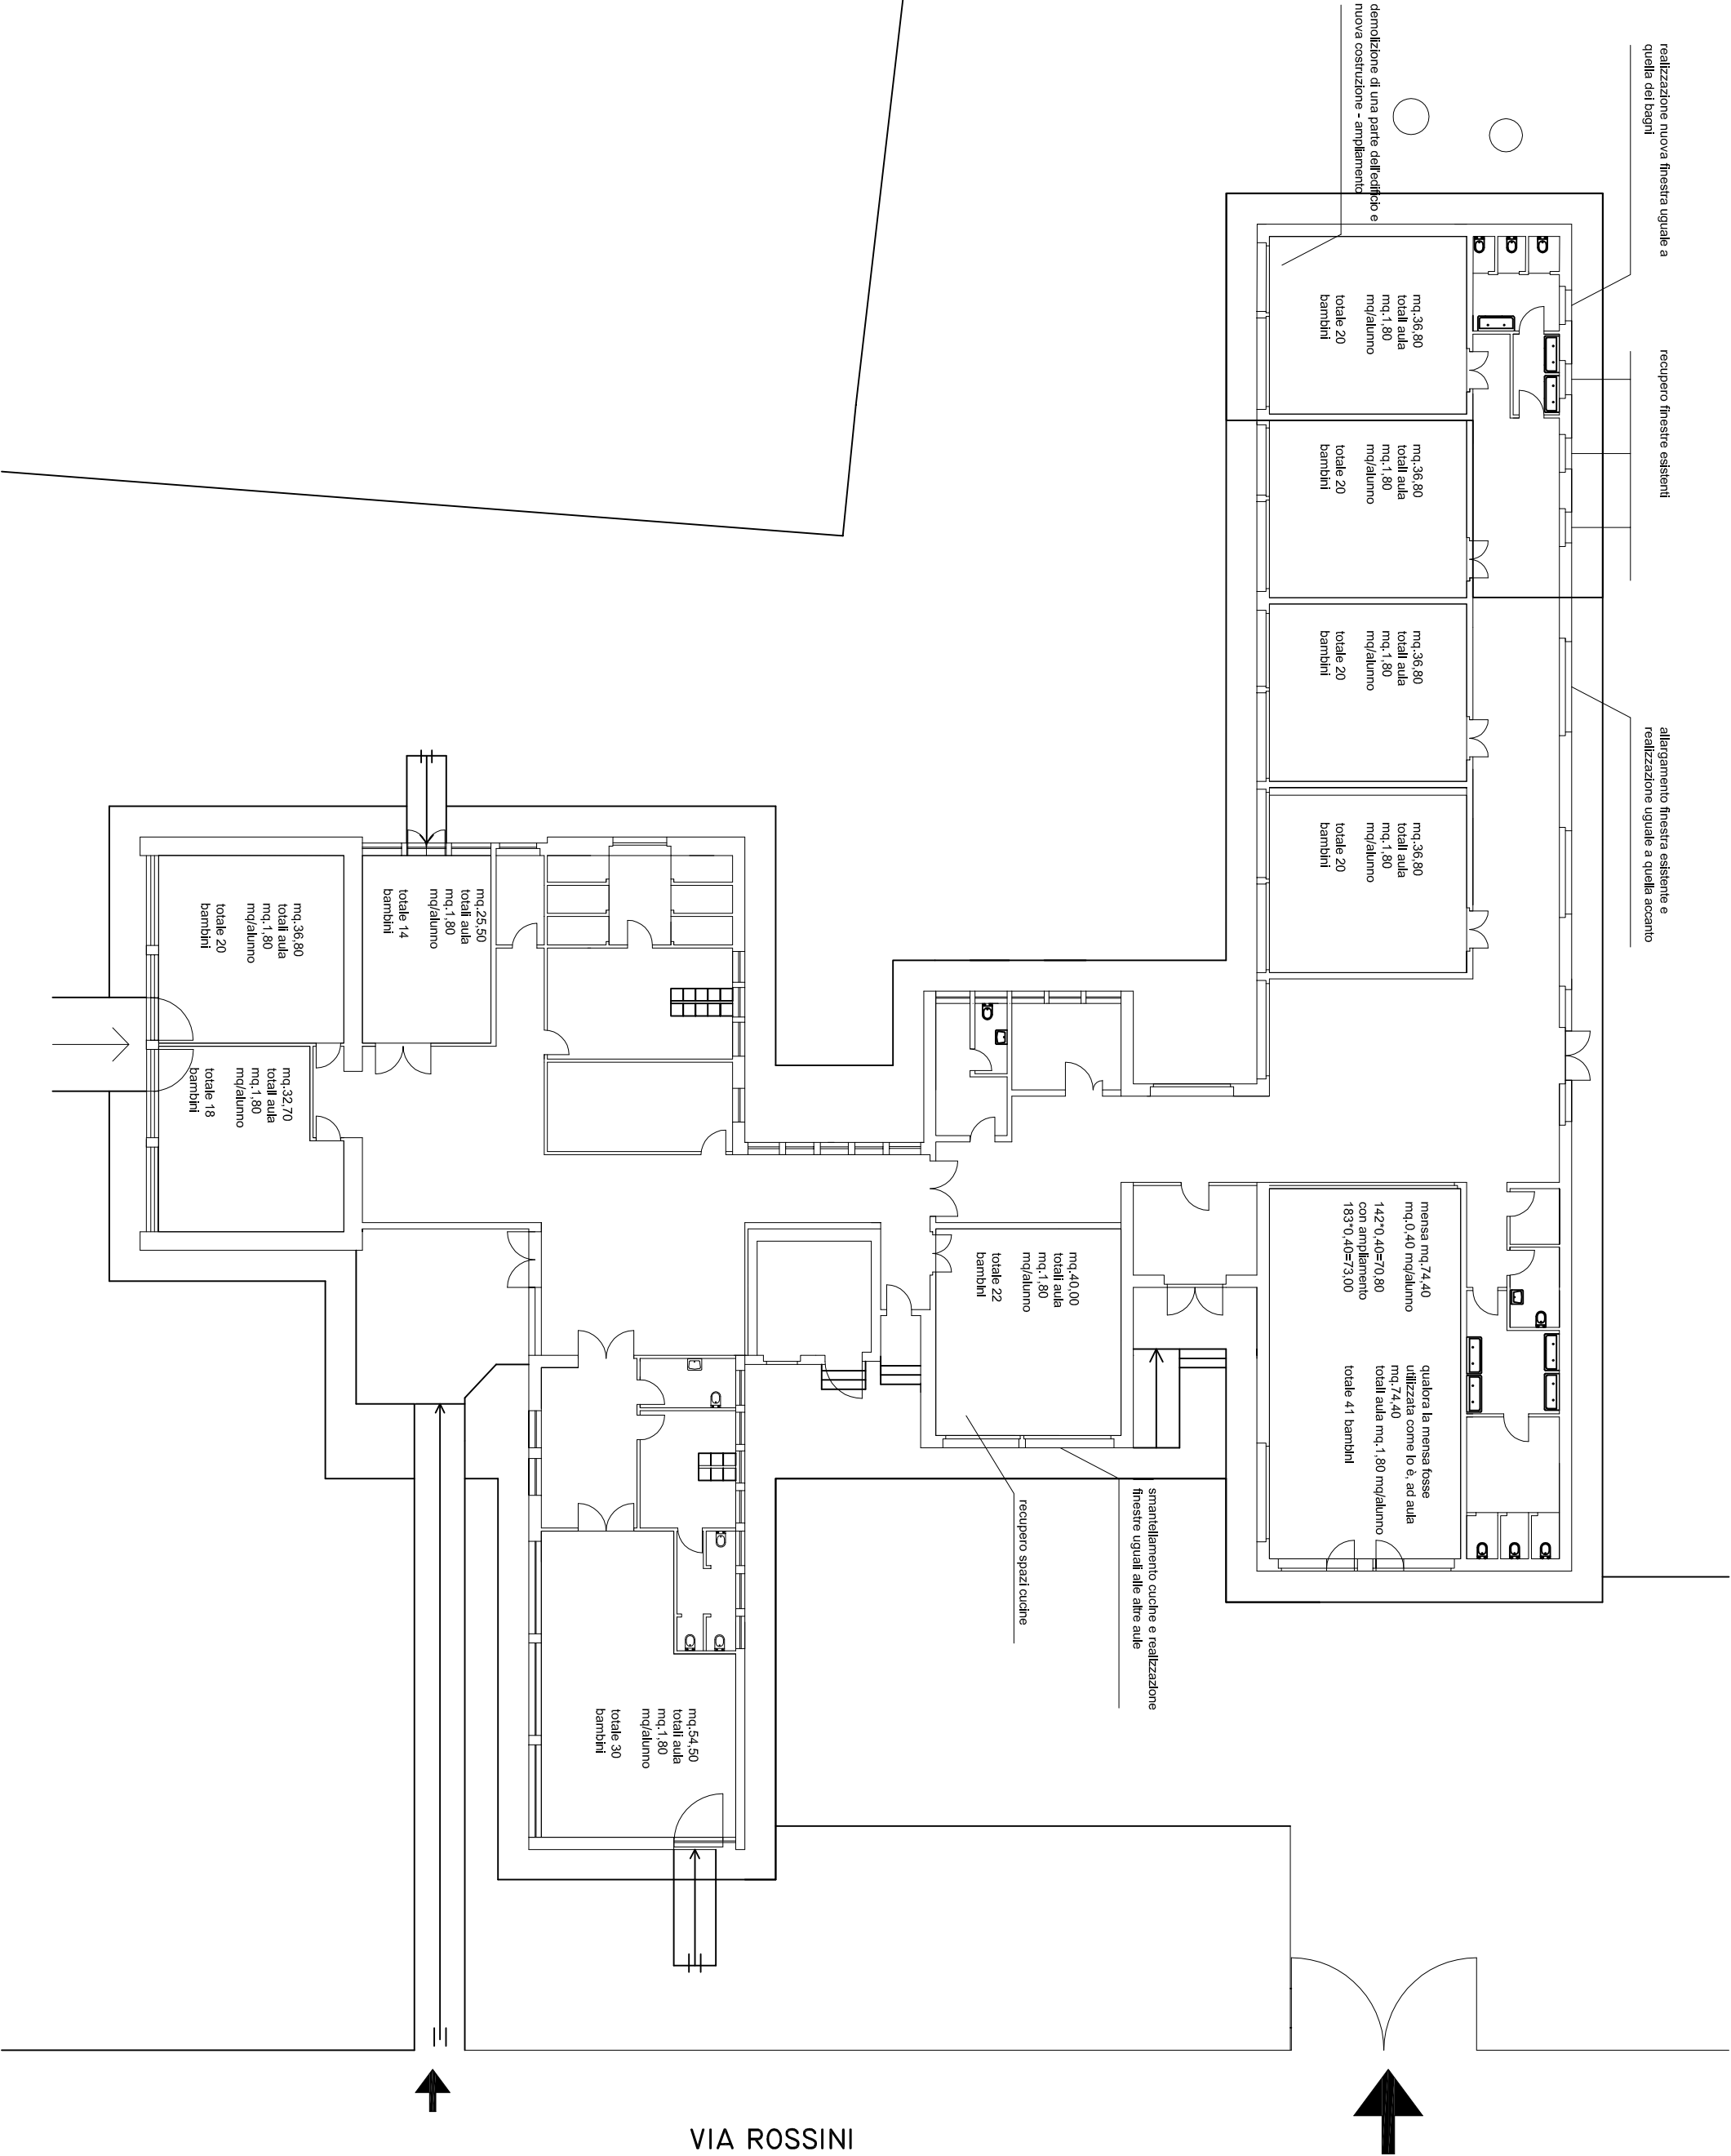 realizzazione nuova finestra uguale a
quella dei bagni
recupero finestre esistenti
allargamento finestra esistente e
realizzazione uguale a quella accanto
demolizione di una parte dell'edificio e
nuova costruzione - ampliamento
mq.36,80
totali aula
mq.1,80
mq/alunno
totale 20
bambini
mq.36,80
totali aula
mq.1,80
mq/alunno
totale 20
bambini
mq.36,80
totali aula
mq.1,80
mq/alunno
totale 20
bambini
mq.36,80
totali aula
mq.1,80
mq/alunno
totale 20
bambini
mensa mq.74,40
mq.0,40 mq/alunno
142*0,40=70,80
con ampliamento
183*0,40=73,00
qualora la mensa fosse
utilizzata come lo è, ad aula
mq.74,40
totali aula mq.1,80 mq/alunno
totale 41 bambini
smantellamento cucine e realizzazione
finestre uguali alle altre aule
mq.40,00
totali aula
mq.1,80
mq/alunno
totale 22
bambini
recupero spazi cucine
mq.54,50
totali aula
mq.1,80
mq/alunno
totale 30
bambini
mq.25,50
totali aula
mq.1,80
mq/alunno
totale 14
bambini
mq.36,80
totali aula
mq.1,80
mq/alunno
totale 20
bambini
mq.32,70
totali aula
mq.1,80
mq/alunno
totale 18
bambini
VIA ROSSINI